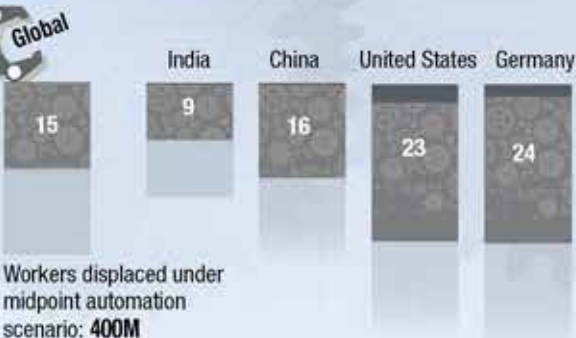 Global
India
China
United States
Germany
15
9
16
23
24
Workers displaced under
midpoint automation
scenario: 400M